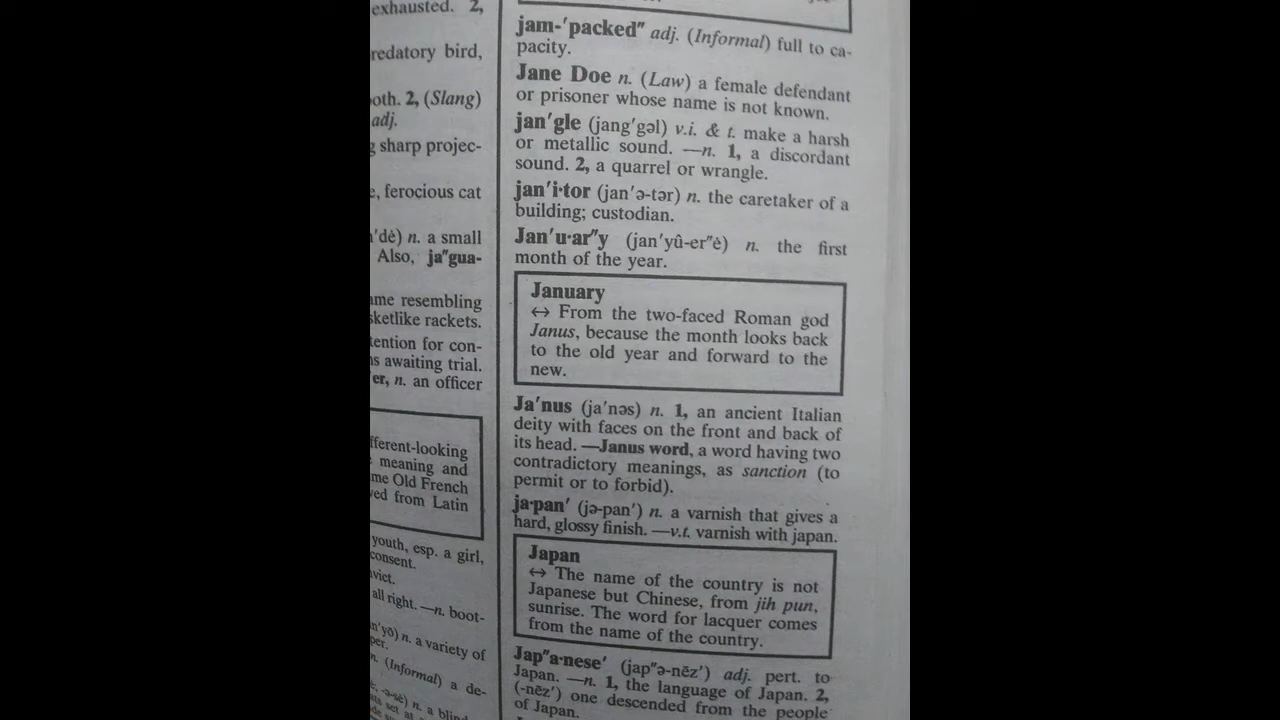 exhausted. 2,
redatory bird,
oth. 2, (Slang)
adj.
g sharp projec-
e, ferocious cat
n'dė) n. a small
Also, ja"gua-
ame resembling
sketlike rackets.
tention for con-
ns awaiting trial.
er, n. an officer
fferent-looking
meaning and
me Old French
ved from Latin
youth, esp. a girl,
consent.
nvict.
all right. —n. boot-
n'yō) n. a variety of
per.
n. (Informal) a de-
n. a blind
jam-'packed" adj. (Informal) full to ca-
pacity.
Jane Doe n. (Law) a female defendant
or prisoner whose name is not known.
jan'gle (jang'gəl) v.i. & t. make a harsh
or metallic sound. —n. 1, a discordant
sound. 2, a quarrel or wrangle.
jan'i·tor (jan'ə-tər) n. the caretaker of a
building; custodian.
Jan'u·ar"y (jan'yû-er"ė) n. the first
month of the year.
January
↔ From the two-faced Roman god
Janus, because the month looks back
to the old year and forward to the
new.
Ja'nus (ja'nəs) n. 1, an ancient Italian
deity with faces on the front and back of
its head. —Janus word, a word having two
contradictory meanings, as sanction (to
permit or to forbid).
ja·pan' (jə-pan') n. a varnish that gives a
hard, glossy finish. —v.t. varnish with japan.
Japan
↔ The name of the country is not
Japanese but Chinese, from jih pun,
sunrise. The word for lacquer comes
from the name of the country.
Jap"a·nese' (jap"ə-nēz') adj. pert. to
Japan. —n. 1, the language of Japan. 2,
(-nēz') one descended from the people
of Japan.